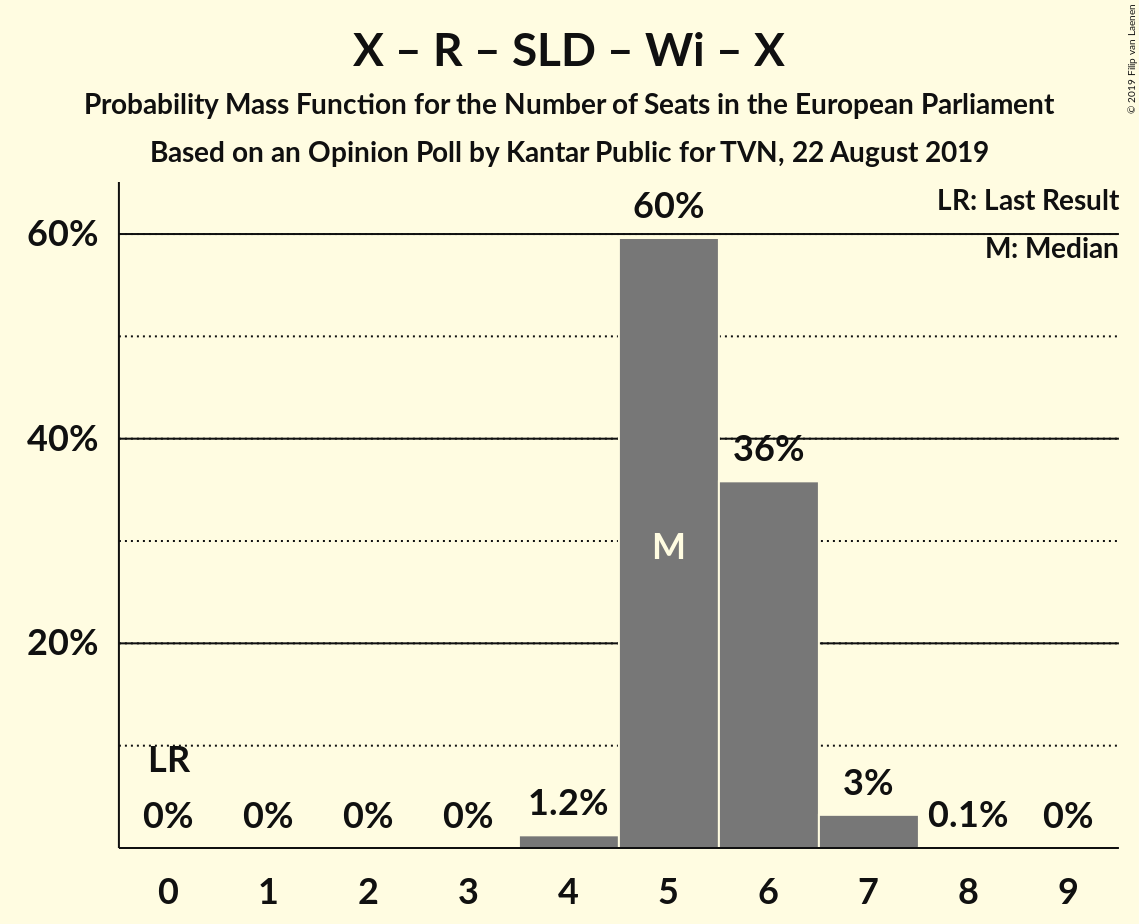 X – R – SLD – Wi – X
Probability Mass Function for the Number of Seats in the European Parliament
Based on an Opinion Poll by Kantar Public for TVN, 22 August 2019
© 2019 Filip van Laenen
LR: Last Result
M: Median
60%
40%
20%
LR
0%
0%
0%
0%
1.2%
60%
M
36%
3%
0.1%
0%
0 1 2 3 4 5 6 7 8 9